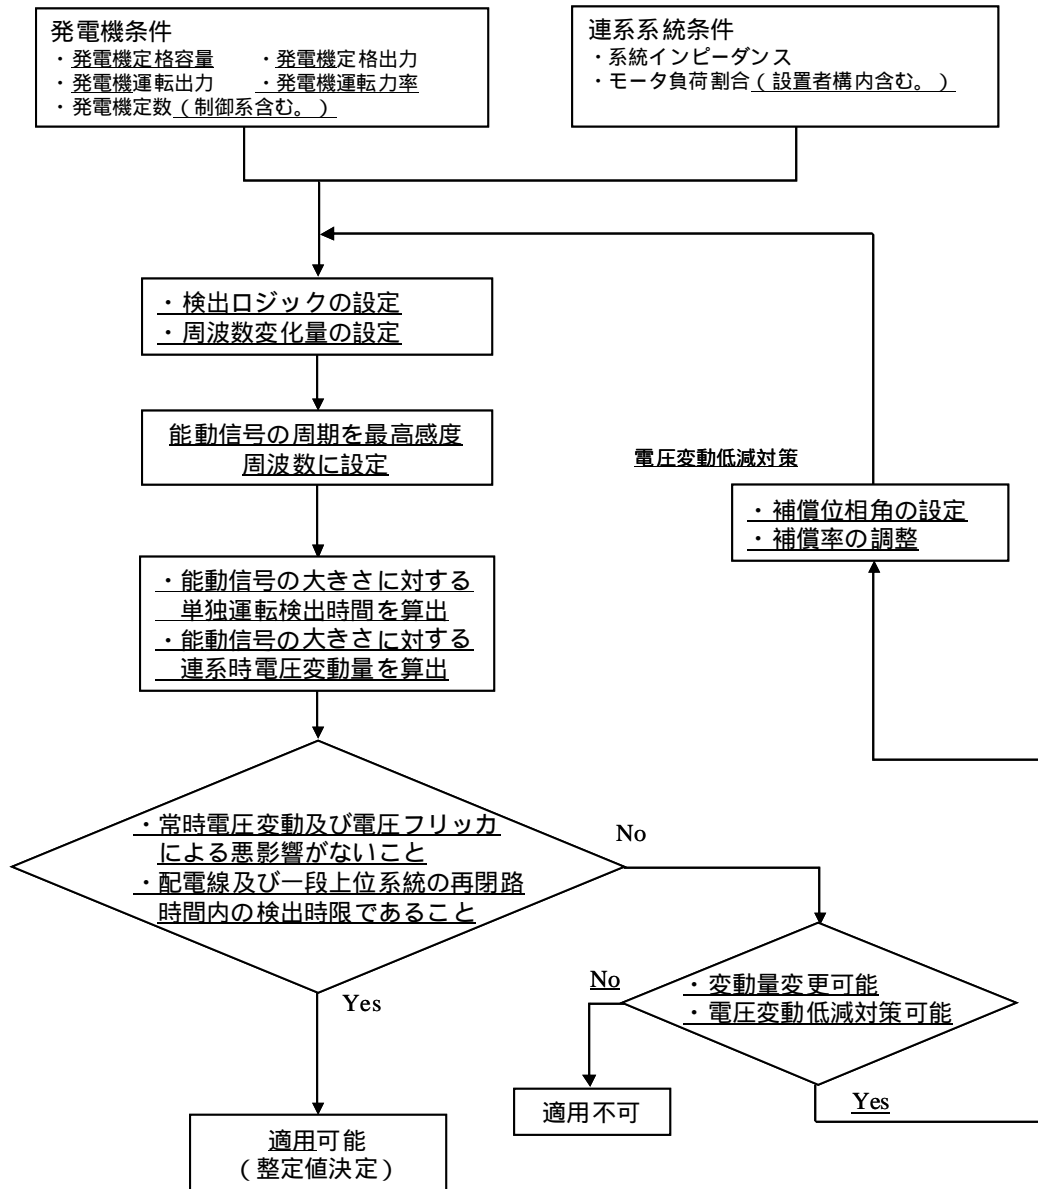 発電機条件
・発電機定格容量　・発電機定格出力
・発電機運転出力　・発電機運転力率
・発電機定数（制御系含む。）
連系系統条件
・系統インピーダンス
・モータ負荷割合（設置者構内含む。）
・検出ロジックの設定
・周波数変化量の設定
能動信号の周期を最高感度
周波数に設定
電圧変動低減対策
・補償位相角の設定
・補償率の調整
・能動信号の大きさに対する
単独運転検出時間を算出
・能動信号の大きさに対する
連系時電圧変動量を算出
・常時電圧変動及び電圧フリッカ
による悪影響がないこと
・配電線及び一段上位系統の再閉路
時間内の検出時限であること
No
Yes
・変動量変更可能
・電圧変動低減対策可能
No
Yes
適用不可
適用可能
（整定値決定）